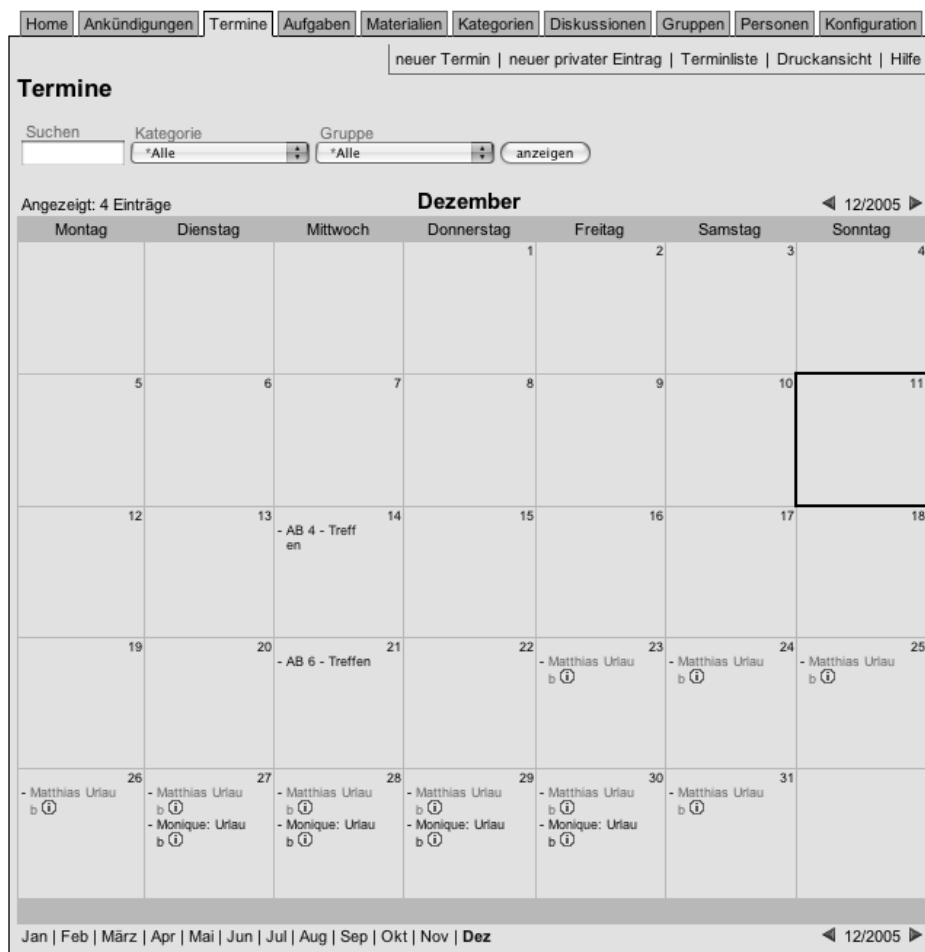 Home Ankündigungen Termine Aufgaben Materialien Kategorien Diskussionen Gruppen Personen Konfiguration
neuer Termin | neuer privater Eintrag | Terminliste | Druckansicht | Hilfe
Termine
Suchen Kategorie Gruppe
*Alle *Alle anzeigen
Angezeigt: 4 Einträge Dezember 12/2005
Montag Dienstag Mittwoch Donnerstag Freitag Samstag Sonntag
1 2 3 4
5 6 7 8 9 10 11
12 13 14 15 16 17 18
- AB 4 - Treff
en
19 20 21 22 23 24 25
- AB 6 - Treffen - Matthias Urlau - Matthias Urlau - Matthias Urlau
b i b i b i
26 27 28 29 30 31
- Matthias Urlau - Matthias Urlau - Matthias Urlau - Matthias Urlau - Matthias Urlau - Matthias Urlau
b i b i b i b i b i b i
- Monique: Urlau - Monique: Urlau - Monique: Urlau - Monique: Urlau
b i b i b i b i
Jan | Feb | März | Apr | Mai | Jun | Jul | Aug | Sep | Okt | Nov | Dez 12/2005